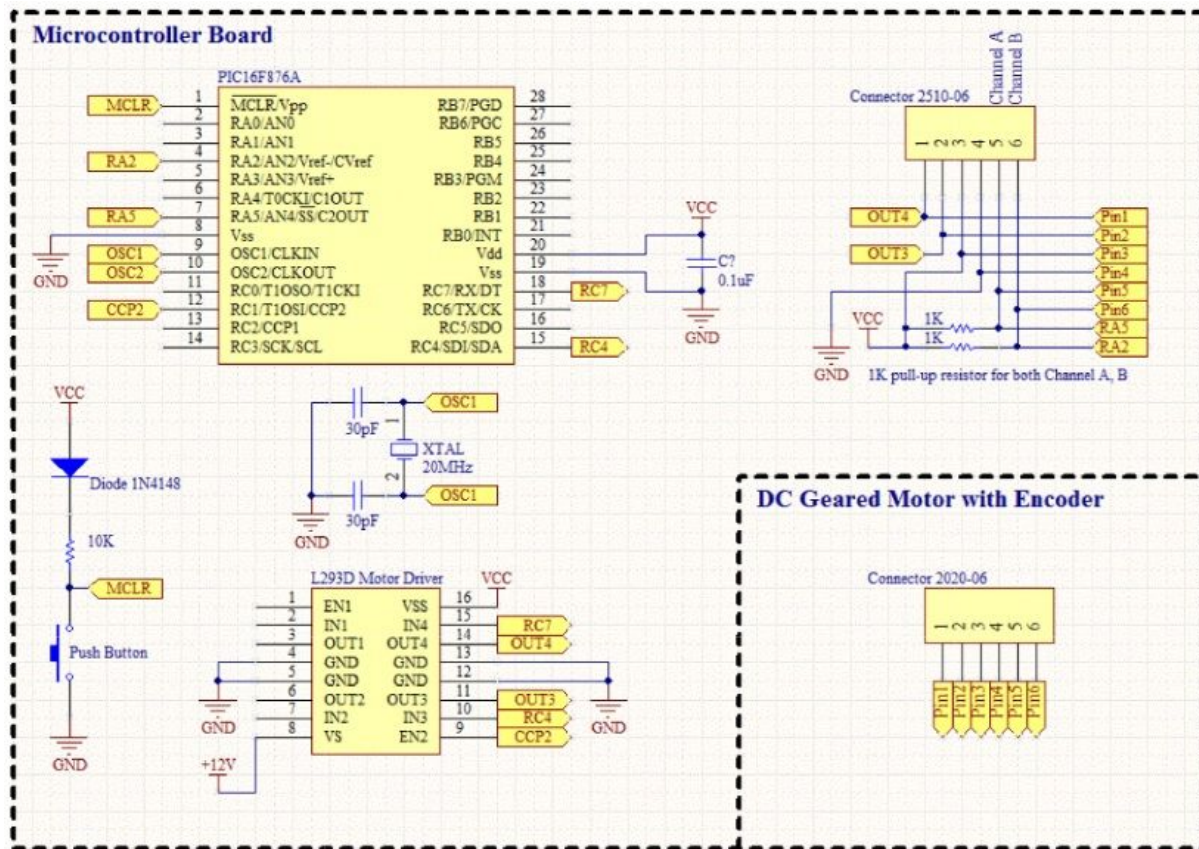 Microcontroller Board
PIC16F876A
MCLR
RA2
RA5
OSC1
OSC2
CCP2
GND
1 MCLR/Vpp
2 RA0/AN0
3 RA1/AN1
4 RA2/AN2/Vref-/CVref
5 RA3/AN3/Vref+
6 RA4/T0CKI/C1OUT
7 RA5/AN4/SS/C2OUT
8 Vss
9 OSC1/CLKIN
10 OSC2/CLKOUT
11 RC0/T1OSO/T1CKI
12 RC1/T1OSI/CCP2
13 RC2/CCP1
14 RC3/SCK/SCL
RB7/PGD 28
RB6/PGC 27
RB5 26
RB4 25
RB3/PGM 24
RB2 23
RB1 22
RB0/INT 21
Vdd 20
Vss 19
RC7/RX/DT 18
RC6/TX/CK 17
RC5/SDO 16
RC4/SDI/SDA 15
RC7
RC4
VCC
C?
0.1uF
GND
Channel A
Channel B
Connector 2510-06
1 2 3 4 5 6
OUT4
OUT3
Pin1
Pin2
Pin3
Pin4
Pin5
Pin6
RA5
RA2
VCC
1K
1K
GND
1K pull-up resistor for both Channel A, B
VCC
Diode 1N4148
10K
MCLR
Push Button
GND
30pF
OSC1
1
XTAL
20MHz
2
OSC1
30pF
GND
L293D Motor Driver
VCC
1 EN1
2 IN1
3 OUT1
4 GND
5 GND
6 OUT2
7 IN2
8 VS
VSS 16
IN4 15
OUT4 14
GND 13
GND 12
OUT3 11
IN3 10
EN2 9
RC7
OUT4
OUT3
RC4
CCP2
GND
GND
+12V
DC Geared Motor with Encoder
Connector 2020-06
1 2 3 4 5 6
Pin1
Pin2
Pin3
Pin4
Pin5
Pin6